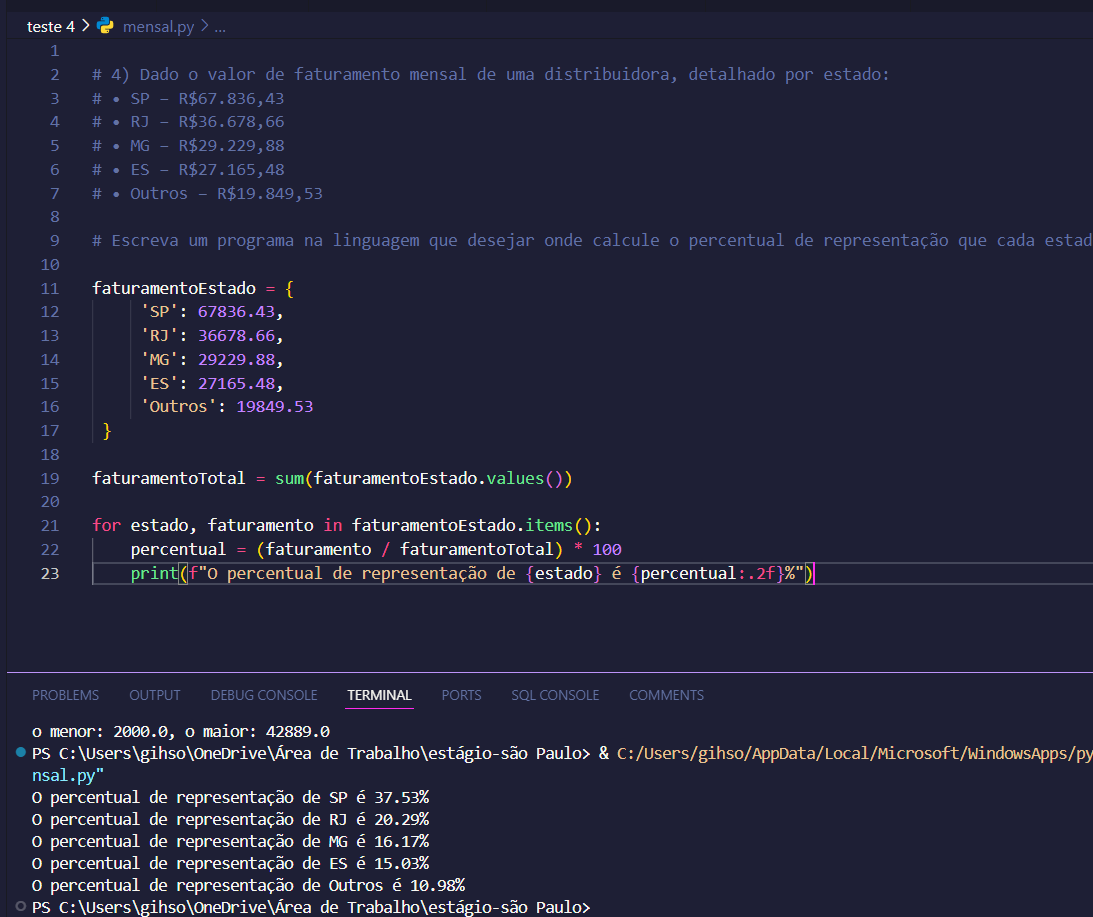 teste 4 > mensal.py > ...
1
2 # 4) Dado o valor de faturamento mensal de uma distribuidora, detalhado por estado:
3 # • SP – R$67.836,43
4 # • RJ – R$36.678,66
5 # • MG – R$29.229,88
6 # • ES – R$27.165,48
7 # • Outros – R$19.849,53
8
9 # Escreva um programa na linguagem que desejar onde calcule o percentual de representação que cada estad
10
11 faturamentoEstado = {
12 'SP': 67836.43,
13 'RJ': 36678.66,
14 'MG': 29229.88,
15 'ES': 27165.48,
16 'Outros': 19849.53
17 }
18
19 faturamentoTotal = sum(faturamentoEstado.values())
20
21 for estado, faturamento in faturamentoEstado.items():
22 percentual = (faturamento / faturamentoTotal) * 100
23 print(f"O percentual de representação de {estado} é {percentual:.2f}%")
PROBLEMS OUTPUT DEBUG CONSOLE TERMINAL PORTS SQL CONSOLE COMMENTS
o menor: 2000.0, o maior: 42889.0
PS C:\Users\gihso\OneDrive\Área de Trabalho\estágio-são Paulo> & C:/Users/gihso/AppData/Local/Microsoft/WindowsApps/py
nsal.py"
O percentual de representação de SP é 37.53%
O percentual de representação de RJ é 20.29%
O percentual de representação de MG é 16.17%
O percentual de representação de ES é 15.03%
O percentual de representação de Outros é 10.98%
PS C:\Users\gihso\OneDrive\Área de Trabalho\estágio-são Paulo>